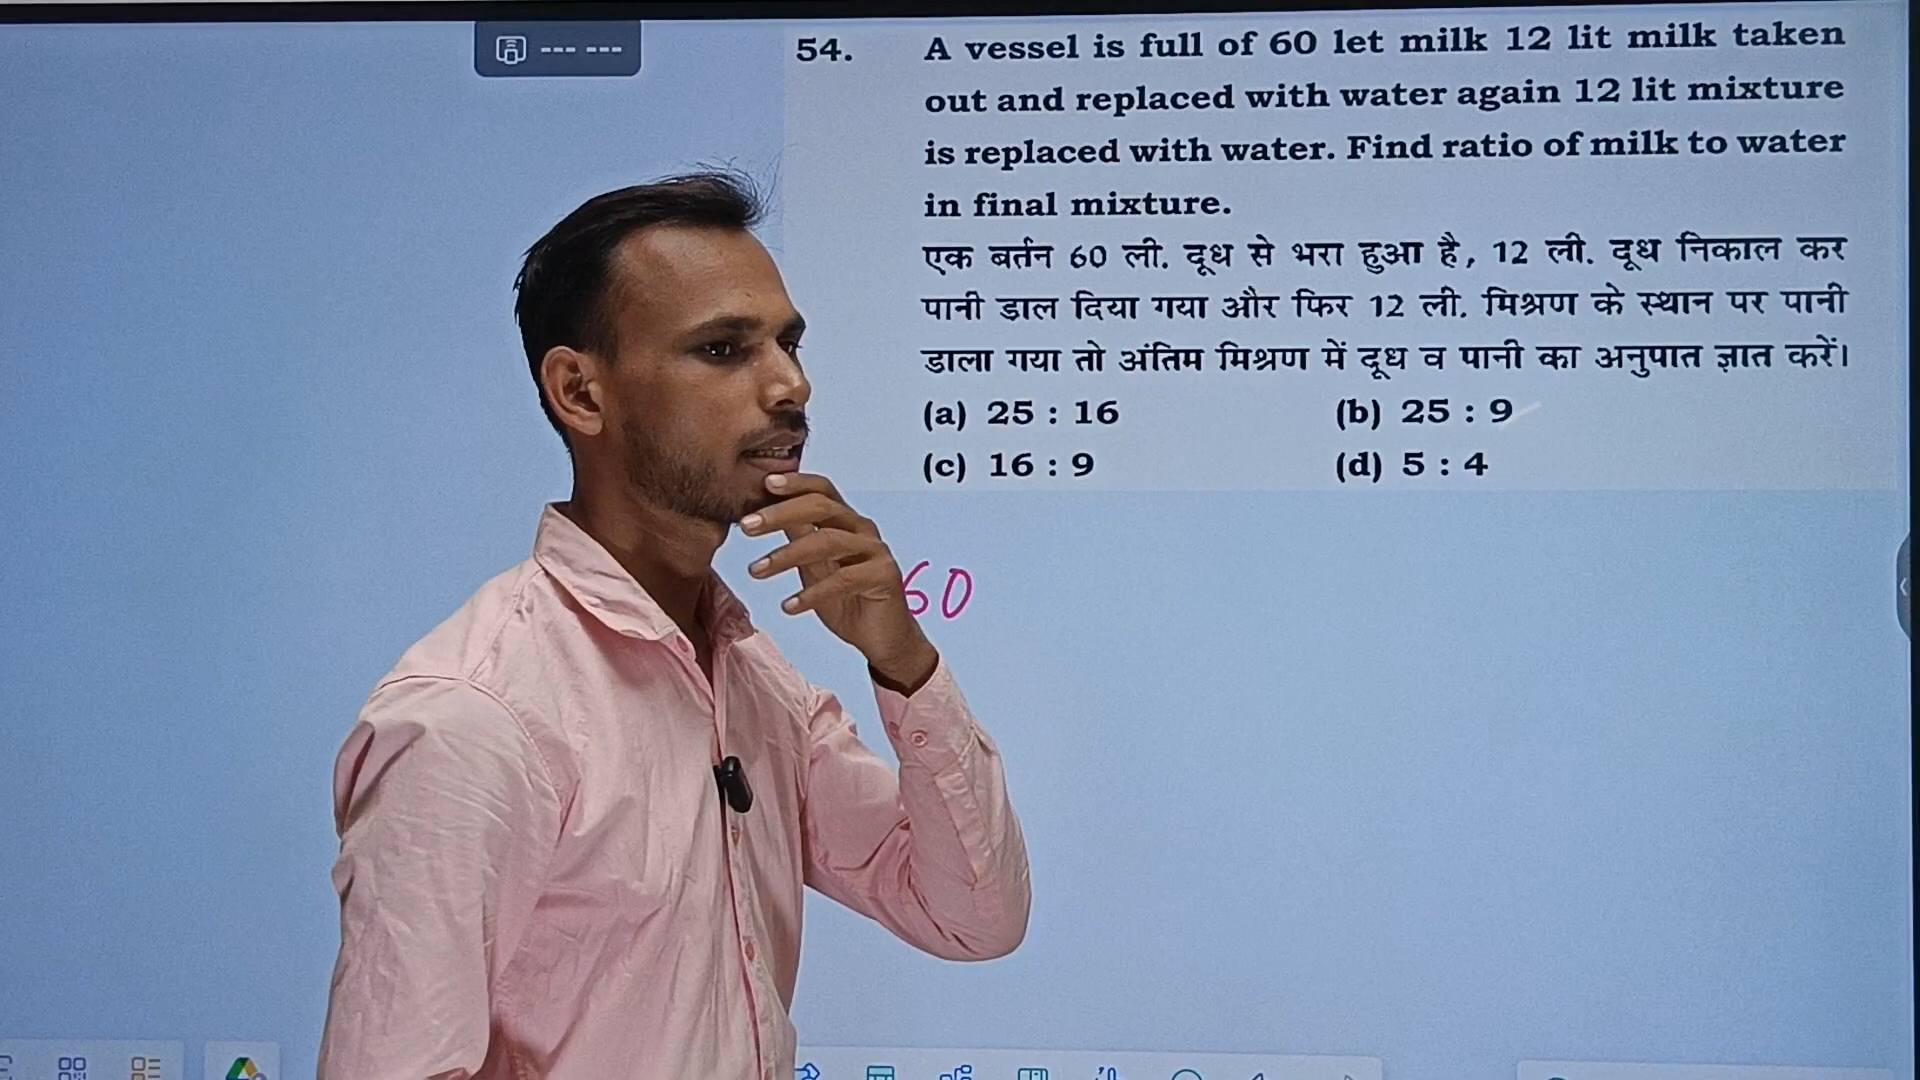 54. A vessel is full of 60 let milk 12 lit milk taken
out and replaced with water again 12 lit mixture
is replaced with water. Find ratio of milk to water
in final mixture.
एक बर्तन 60 ली. दूध से भरा हुआ है, 12 ली. दूध निकाल कर
पानी डाल दिया गया और फिर 12 ली. मिश्रण के स्थान पर पानी
डाला गया तो अंतिम मिश्रण में दूध व पानी का अनुपात ज्ञात करें।
(a) 25 : 16 (b) 25 : 9
(c) 16 : 9 (d) 5 : 4
60